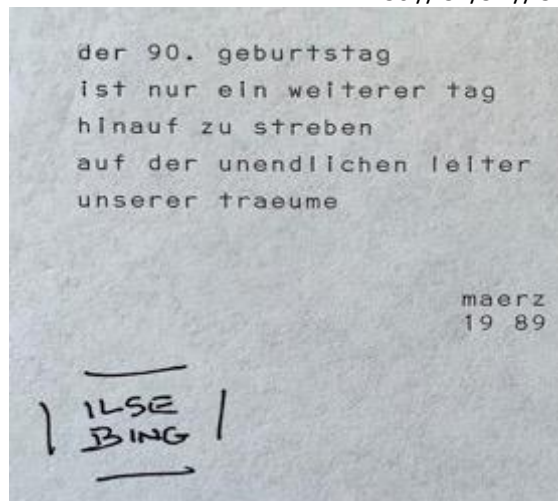 der 90. geburtstag
ist nur ein weiterer tag
hinauf zu streben
auf der unendlichen leiter
unserer traeume
maerz
19 89
ILSE
BING